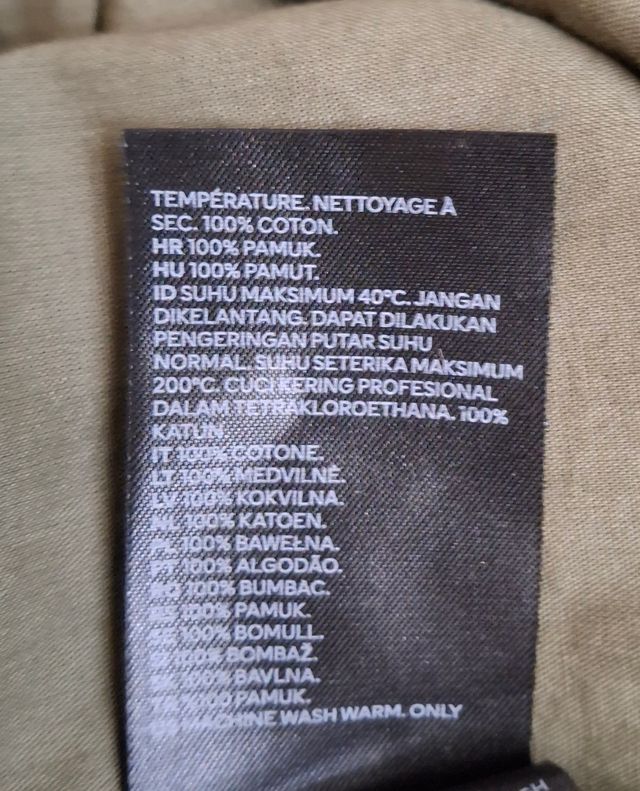 TEMPÉRATURE. NETTOYAGE À
SEC. 100% COTON.
HR 100% PAMUK.
HU 100% PAMUT.
ID SUHU MAKSIMUM 40°C. JANGAN
DIKELANTANG. DAPAT DILAKUKAN
PENGERINGAN PUTAR SUHU
NORMAL. SUHU SETERIKA MAKSIMUM
200°C. CUCI KERING PROFESIONAL
DALAM TETRAKLOROETHANA. 100%
KATUN.
IT 100% COTONE.
LT 100% MEDVILNĖ.
LV 100% KOKVILNA.
NL 100% KATOEN.
PL 100% BAWEŁNA.
PT 100% ALGODÃO.
RO 100% BUMBAC.
100% PAMUK.
100% BOMULL.
100% BOMBAŽ.
100% BAVLNA.
PAMUK.
MACHINE WASH WARM. ONLY